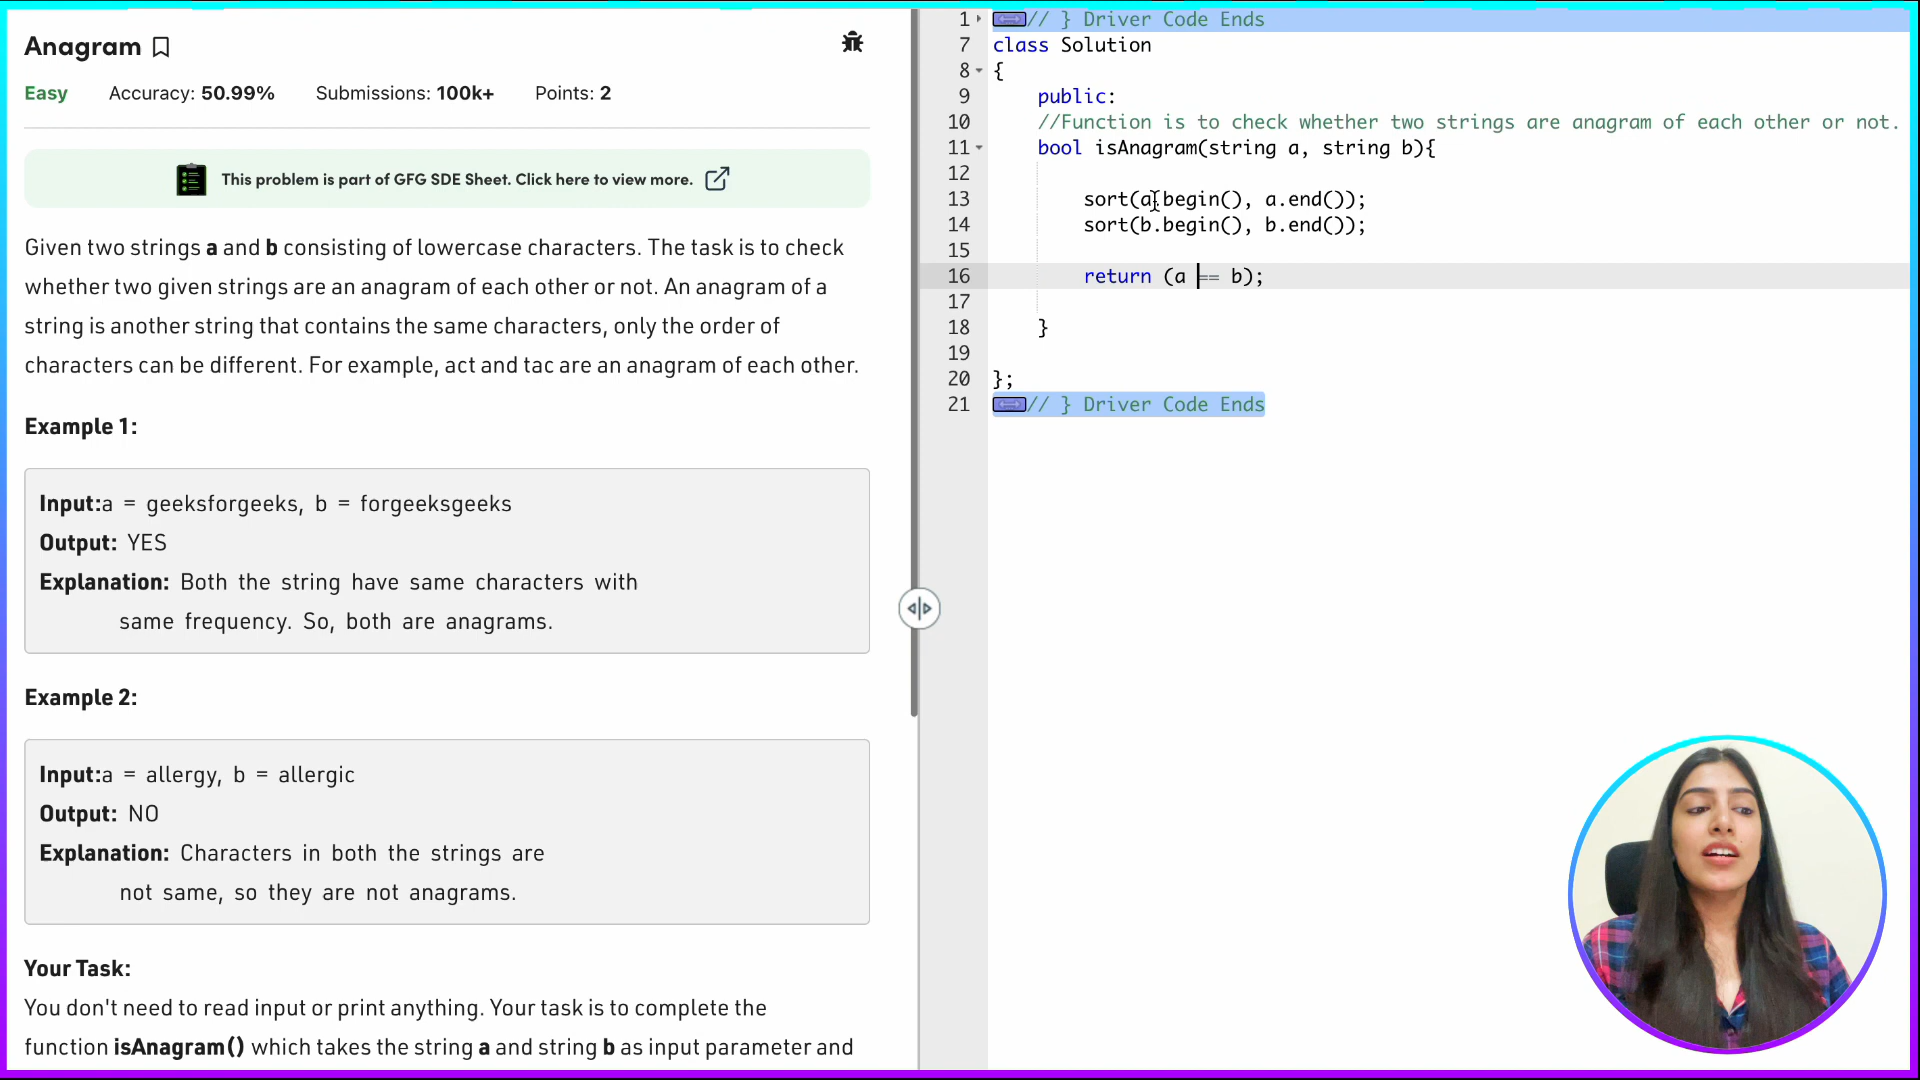 Anagram
Easy Accuracy: 50.99% Submissions: 100k+ Points: 2
This problem is part of GFG SDE Sheet. Click here to view more.
Given two strings a and b consisting of lowercase characters. The task is to check
whether two given strings are an anagram of each other or not. An anagram of a
string is another string that contains the same characters, only the order of
characters can be different. For example, act and tac are an anagram of each other.
Example 1:
Input:a = geeksforgeeks, b = forgeeksgeeks
Output: YES
Explanation: Both the string have same characters with
same frequency. So, both are anagrams.
Example 2:
Input:a = allergy, b = allergic
Output: NO
Explanation: Characters in both the strings are
not same, so they are not anagrams.
Your Task:
You don't need to read input or print anything. Your task is to complete the
function isAnagram() which takes the string a and string b as input parameter and
1 // } Driver Code Ends
7 class Solution
8 {
9 public:
10 //Function is to check whether two strings are anagram of each other or not.
11 bool isAnagram(string a, string b){
12
13 sort(a.begin(), a.end());
14 sort(b.begin(), b.end());
15
16 return (a == b);
17
18 }
19
20 };
21 // } Driver Code Ends